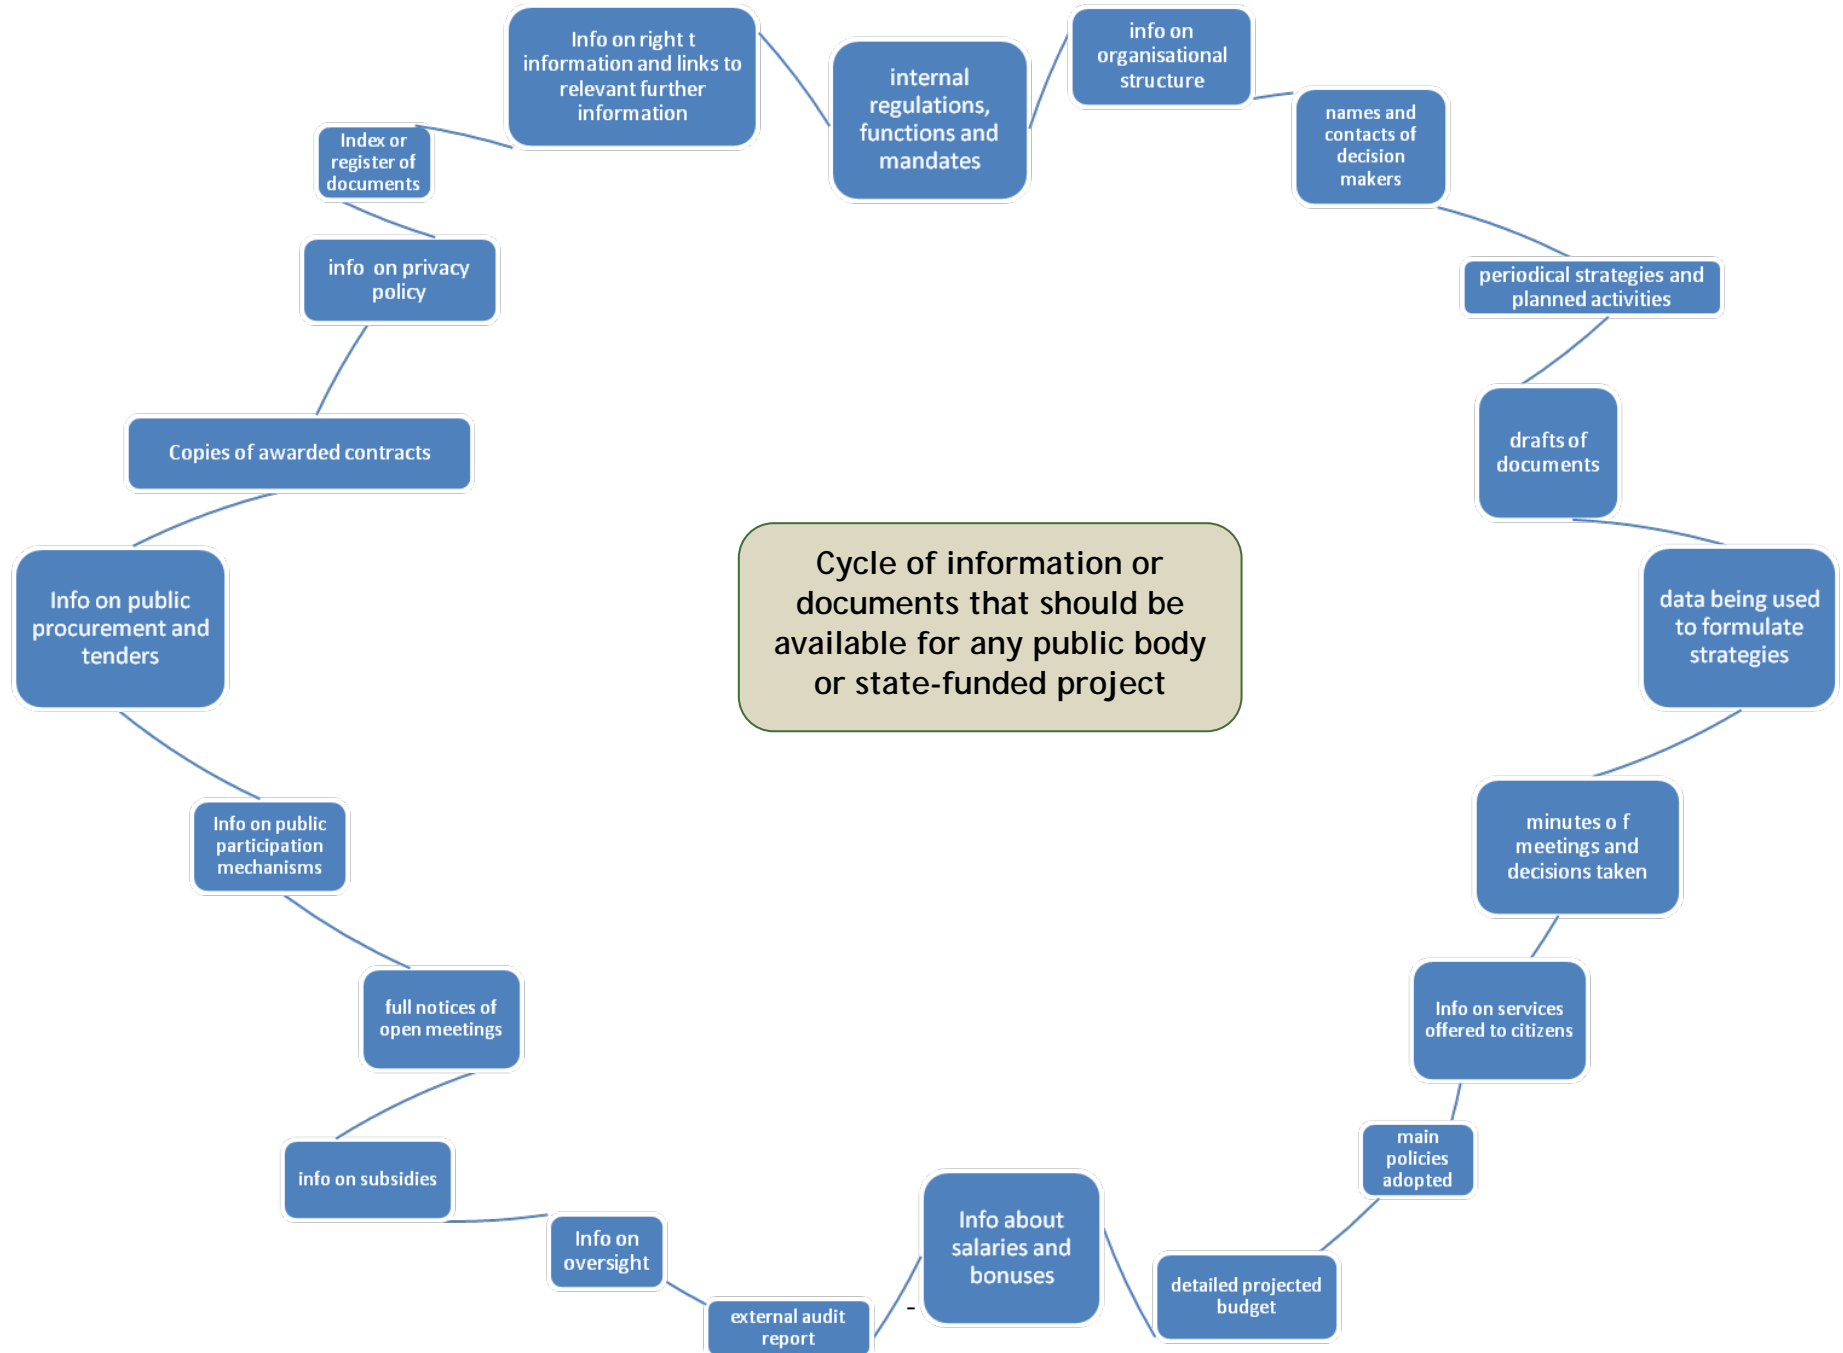 Info on right t
information and links to
relevant further
information
internal
regulations,
functions and
mandates
info on
organisational
structure
names and
contacts of
decision
makers
periodical strategies and
planned activities
drafts of
documents
data being used
to formulate
strategies
minutes o f
meetings and
decisions taken
Info on services
offered to citizens
main
policies
adopted
detailed projected
budget
Info about
salaries and
bonuses
-
external audit
report
Info on
oversight
info on subsidies
full notices of
open meetings
Info on public
participation
mechanisms
Info on public
procurement and
tenders
Copies of awarded contracts
info  on privacy
policy
Index or
register of
documents
Cycle of information or
documents that should be
available for any public body
or state-funded project